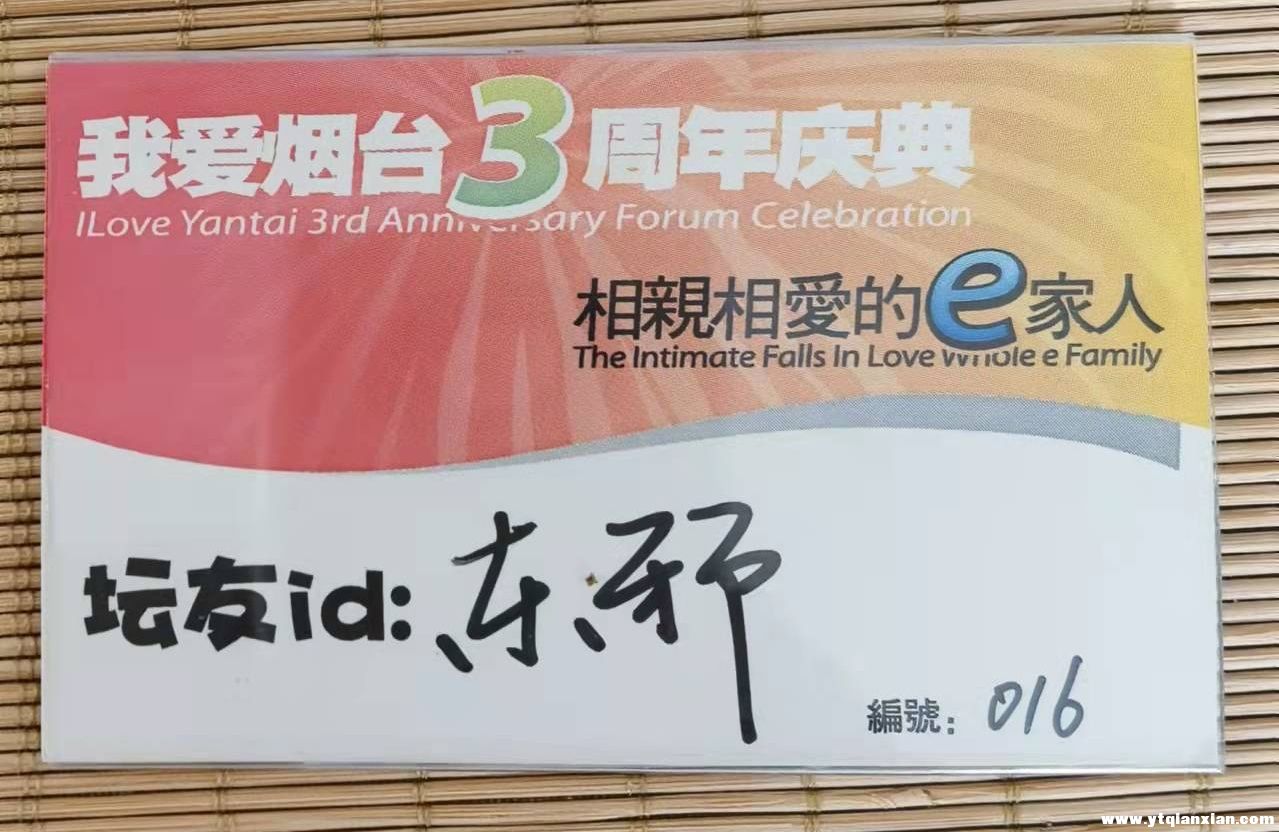 我爱烟台3周年庆典
ILove Yantai 3rd Anniversary Forum Celebration
相親相愛的e家人
The Intimate Falls In Love Whole e Family
坛友id:东邪
編號：016
www.ytqianxian.com